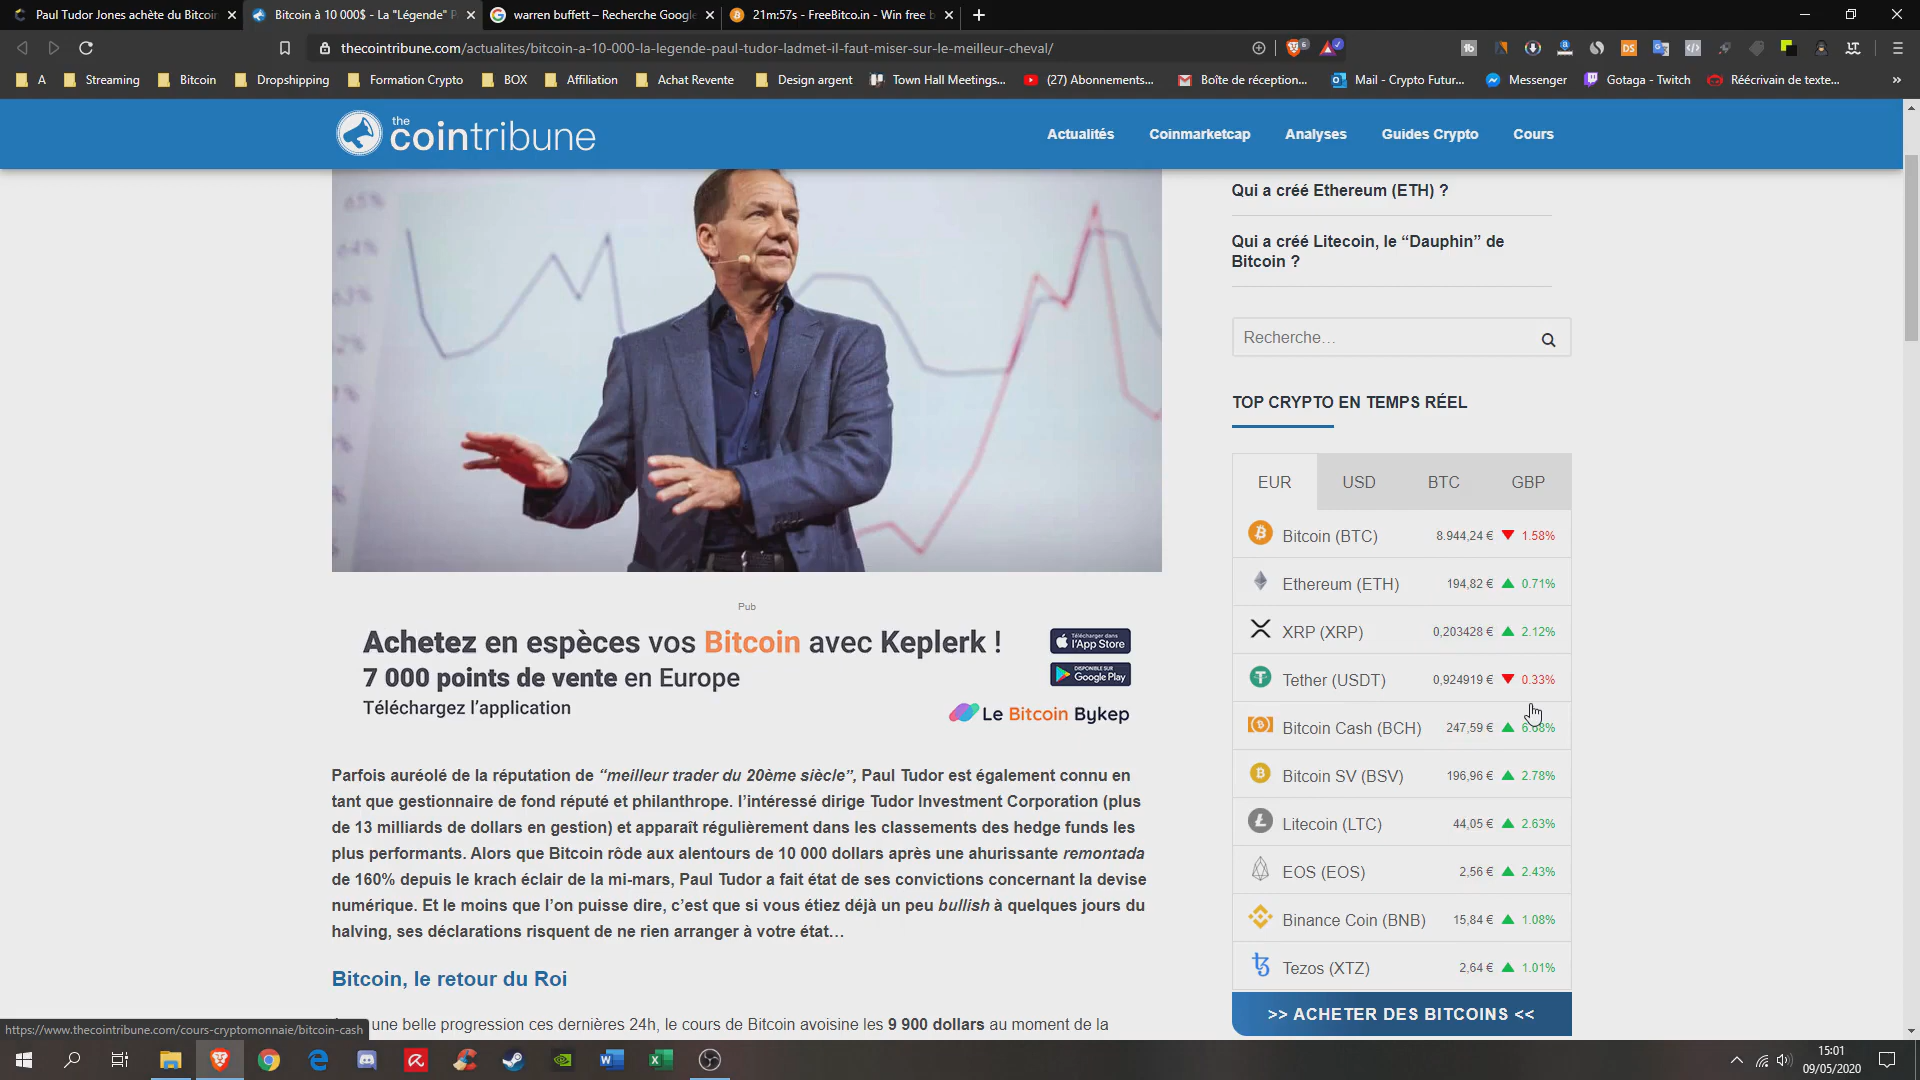 Paul Tudor Jones achète du Bitcoin
Bitcoin à 10 000$ - La "Légende" P
warren buffett – Recherche Google
21m:57s - FreeBitco.in - Win free b
thecointribune.com/actualites/bitcoin-a-10-000-la-legende-paul-tudor-ladmet-il-faut-miser-sur-le-meilleur-cheval/
A
Streaming
Bitcoin
Dropshipping
Formation Crypto
BOX
Affiliation
Achat Revente
Design argent
Town Hall Meetings...
(27) Abonnements...
Boîte de réception...
Mail - Crypto Futur...
Messenger
Gotaga - Twitch
Réécrivain de texte...
the
cointribune
Actualités
Coinmarketcap
Analyses
Guides Crypto
Cours
Qui a créé Ethereum (ETH) ?
Qui a créé Litecoin, le “Dauphin” de
Bitcoin ?
Recherche…
TOP CRYPTO EN TEMPS RÉEL
EUR USD BTC GBP
Bitcoin (BTC) 8.944,24 € ▼ 1.58%
Ethereum (ETH) 194,82 € ▲ 0.71%
XRP (XRP) 0,203428 € ▲ 2.12%
Tether (USDT) 0,924919 € ▼ 0.33%
Bitcoin Cash (BCH) 247,59 € ▲
Bitcoin SV (BSV) 196,96 € ▲ 2.78%
Litecoin (LTC) 44,05 € ▲ 2.63%
EOS (EOS) 2,56 € ▲ 2.43%
Binance Coin (BNB) 15,84 € ▲ 1.08%
Tezos (XTZ) 2,64 € ▲ 1.01%
>> ACHETER DES BITCOINS <<
Pub
Achetez en espèces vos Bitcoin avec Keplerk !
7 000 points de vente en Europe
Téléchargez l’application
Télécharger dans
l'App Store
DISPONIBLE SUR
Google Play
Le Bitcoin Bykep
Parfois auréolé de la réputation de “meilleur trader du 20ème siècle”, Paul Tudor est également connu en
tant que gestionnaire de fond réputé et philanthrope. l’intéressé dirige Tudor Investment Corporation (plus
de 13 milliards de dollars en gestion) et apparaît régulièrement dans les classements des hedge funds les
plus performants. Alors que Bitcoin rôde aux alentours de 10 000 dollars après une ahurissante remontada
de 160% depuis le krach éclair de la mi-mars, Paul Tudor a fait état de ses convictions concernant la devise
numérique. Et le moins que l’on puisse dire, c’est que si vous étiez déjà un peu bullish à quelques jours du
halving, ses déclarations risquent de ne rien arranger à votre état…
Bitcoin, le retour du Roi
une belle progression ces dernières 24h, le cours de Bitcoin avoisine les 9 900 dollars au moment de la
https://www.thecointribune.com/cours-cryptomonnaie/bitcoin-cash
15:01
09/05/2020